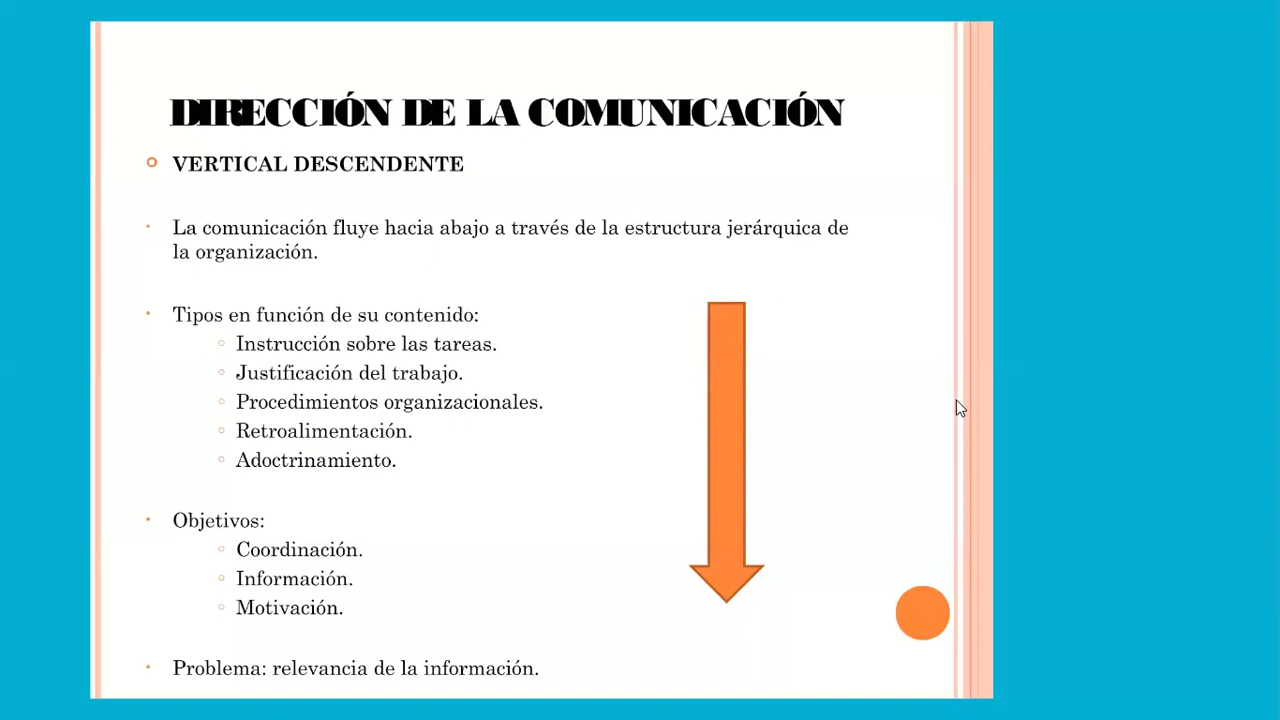 DIRECCIÓN DE LA COMUNICACIÓN
VERTICAL DESCENDENTE
La comunicación fluye hacia abajo a través de la estructura jerárquica de
la organización.
Tipos en función de su contenido:
Instrucción sobre las tareas.
Justificación del trabajo.
Procedimientos organizacionales.
Retroalimentación.
Adoctrinamiento.
Objetivos:
Coordinación.
Información.
Motivación.
Problema: relevancia de la información.